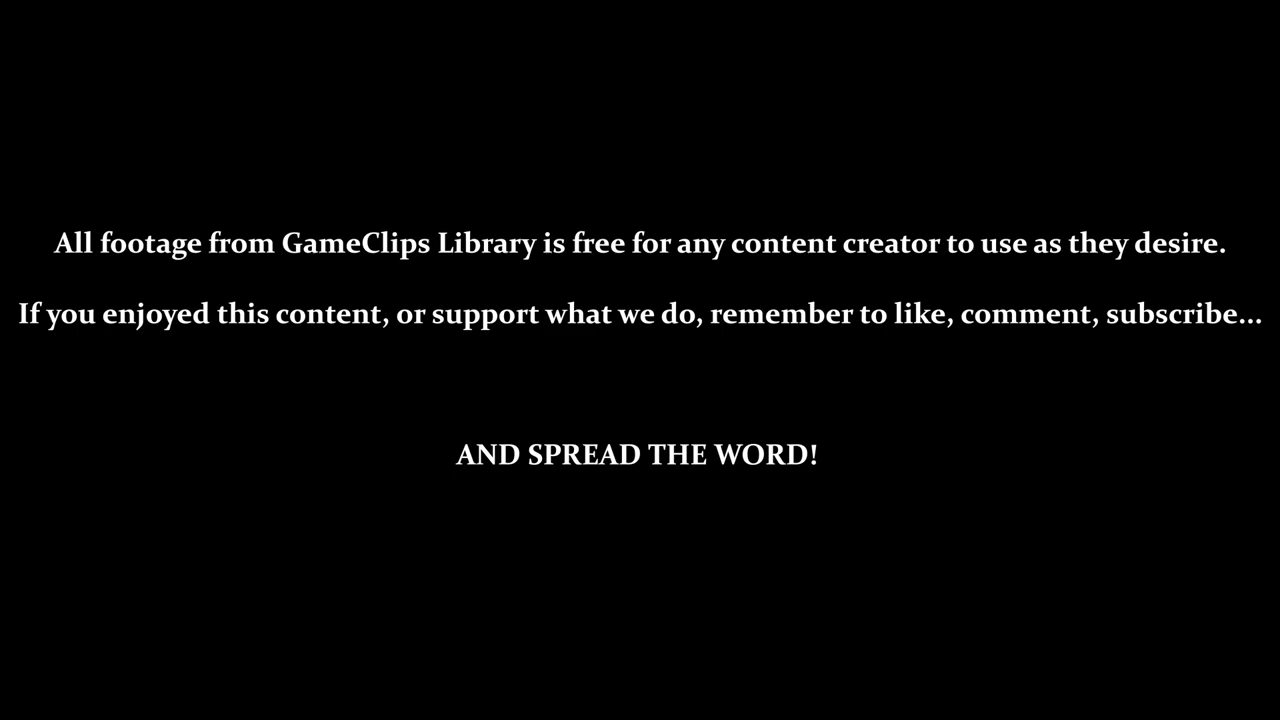 All footage from GameClips Library is free for any content creator to use as they desire.
If you enjoyed this content, or support what we do, remember to like, comment, subscribe...
AND SPREAD THE WORD!